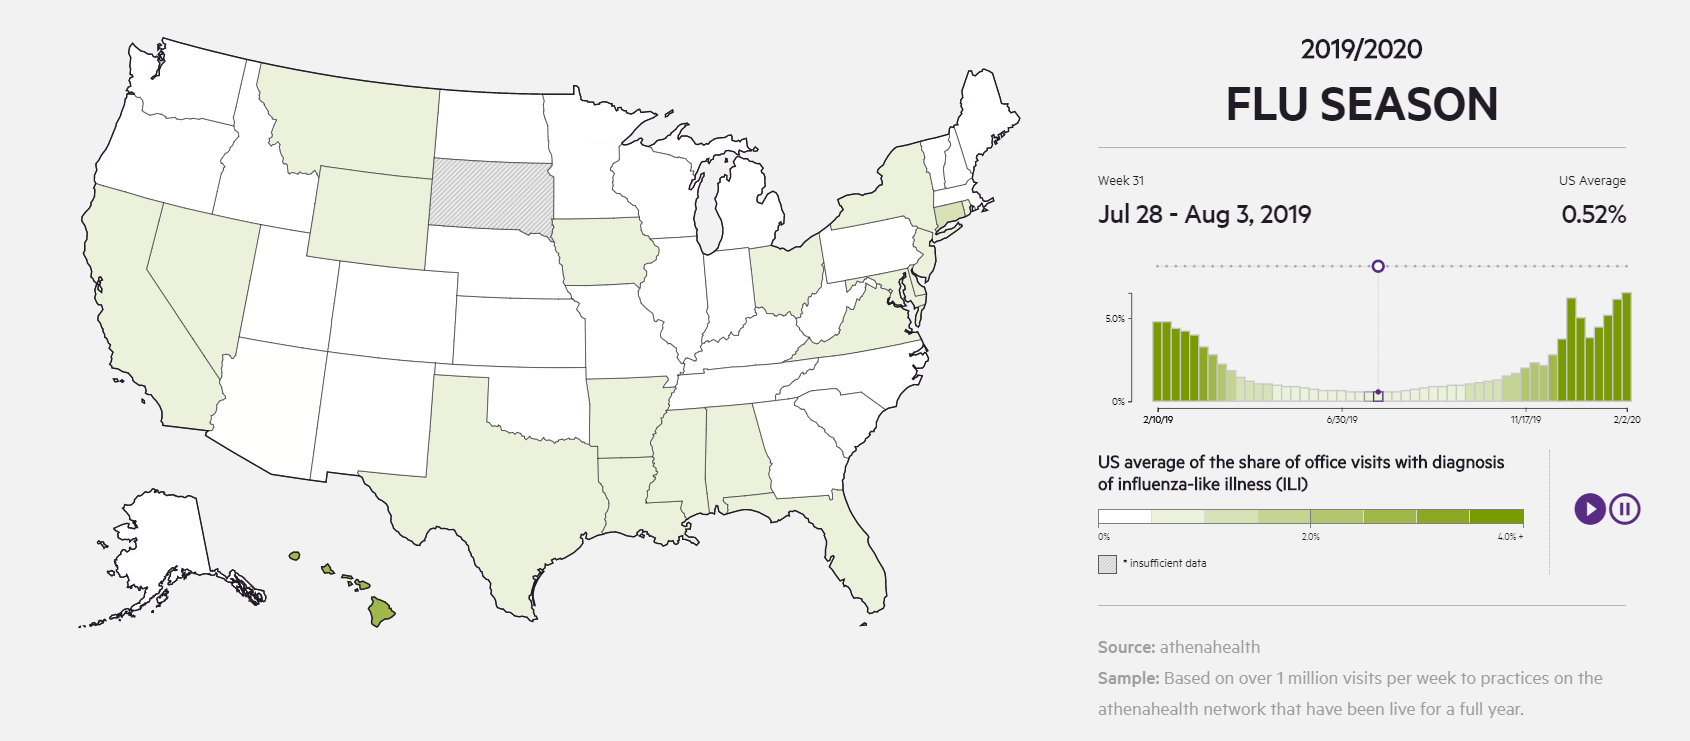 2019/2020
FLU SEASON
Week 31
US Average
Jul 28 - Aug 3, 2019
0.52%
5.0%
0%
2/10/19
6/30/19
11/17/19
2/2/20
US average of the share of office visits with diagnosis
of influenza-like illness (ILI)
0%
2.0%
4.0% +
* insufficient data
Source: athenahealth
Sample: Based on over 1 million visits per week to practices on the
athenahealth network that have been live for a full year.